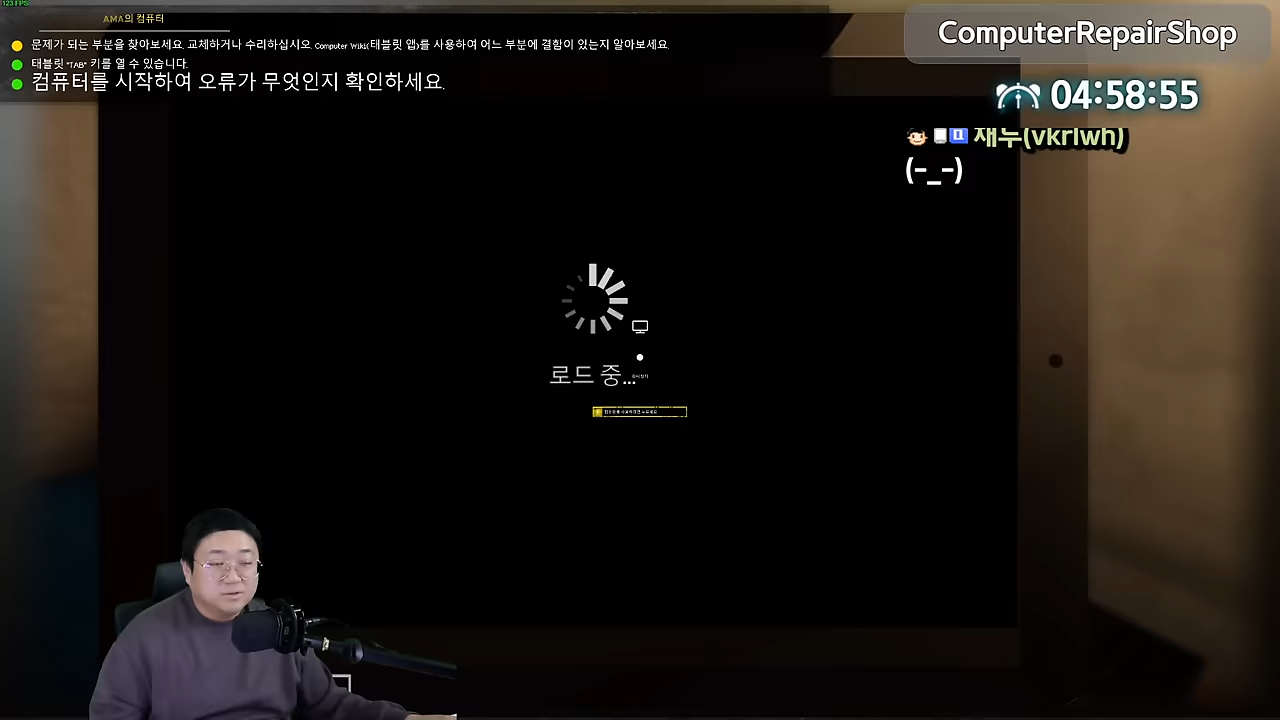 123 FPS
AMA의 컴퓨터
문제가 되는 부분을 찾아보세요. 교체하거나 수리하십시오. Computer Wiki(태블릿 앱)를 사용하여 어느 부분에 결함이 있는지 알아보세요.
태블릿 "TAB" 키를 열 수 있습니다.
컴퓨터를 시작하여 오류가 무엇인지 확인하세요.
ComputerRepairShop
04:58:55
(vkrlwh)
(-_-)
로드 중...